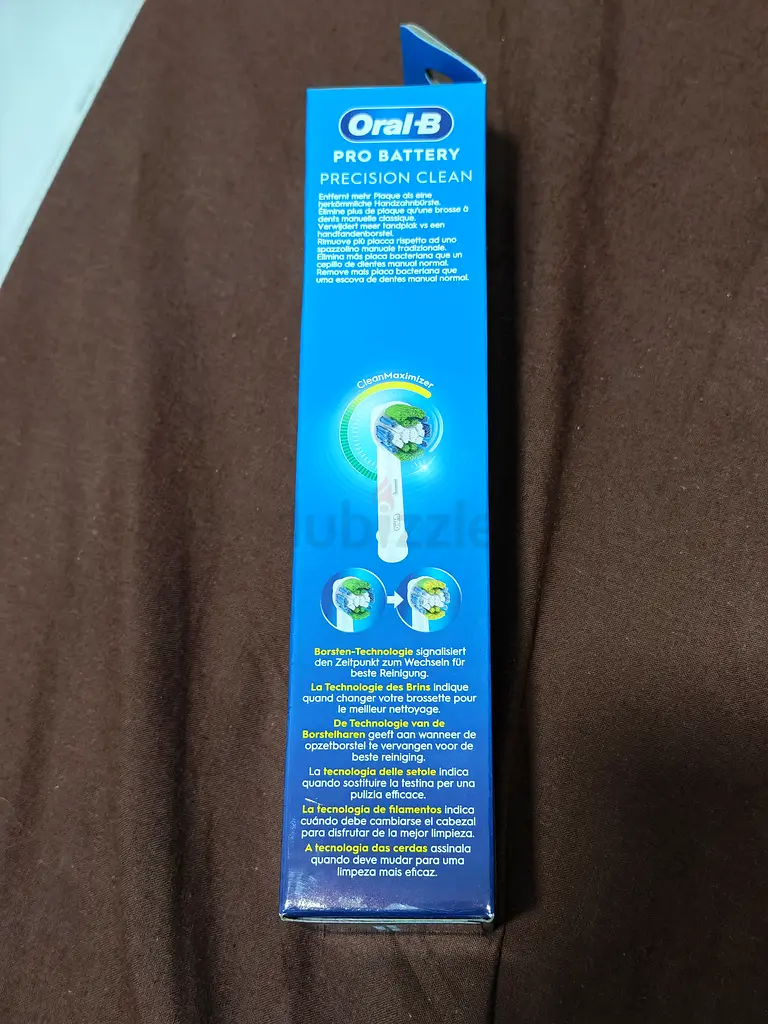 Oral-B
PRO BATTERY
PRECISION CLEAN
Entfernt mehr Plaque als eine
herkömmliche Handzahnbürste.
Élimine plus de plaque qu'une brosse à
dents manuelle classique.
Verwijdert meer tandplak vs een
handtandenborstel.
Rimuove più placca rispetto ad uno
spazzolino manuale tradizionale.
Elimina más placa bacteriana que un
cepillo de dientes manual normal.
Remove mais placa bacteriana que
uma escova de dentes manual normal.
CleanMaximizer
dubizzle
Borsten-Technologie signalisiert
den Zeitpunkt zum Wechseln für
beste Reinigung.
La Technologie des Brins indique
quand changer votre brossette pour
le meilleur nettoyage.
De Technologie van de
Borstelharen geeft aan wanneer de
opzetborstel te vervangen voor de
beste reiniging.
La tecnologia delle setole indica
quando sostituire la testina per una
pulizia efficace.
La tecnología de filamentos indica
cuándo debe cambiarse el cabezal
para disfrutar de la mejor limpieza.
A tecnologia das cerdas assinala
quando deve mudar para uma
limpeza mais eficaz.